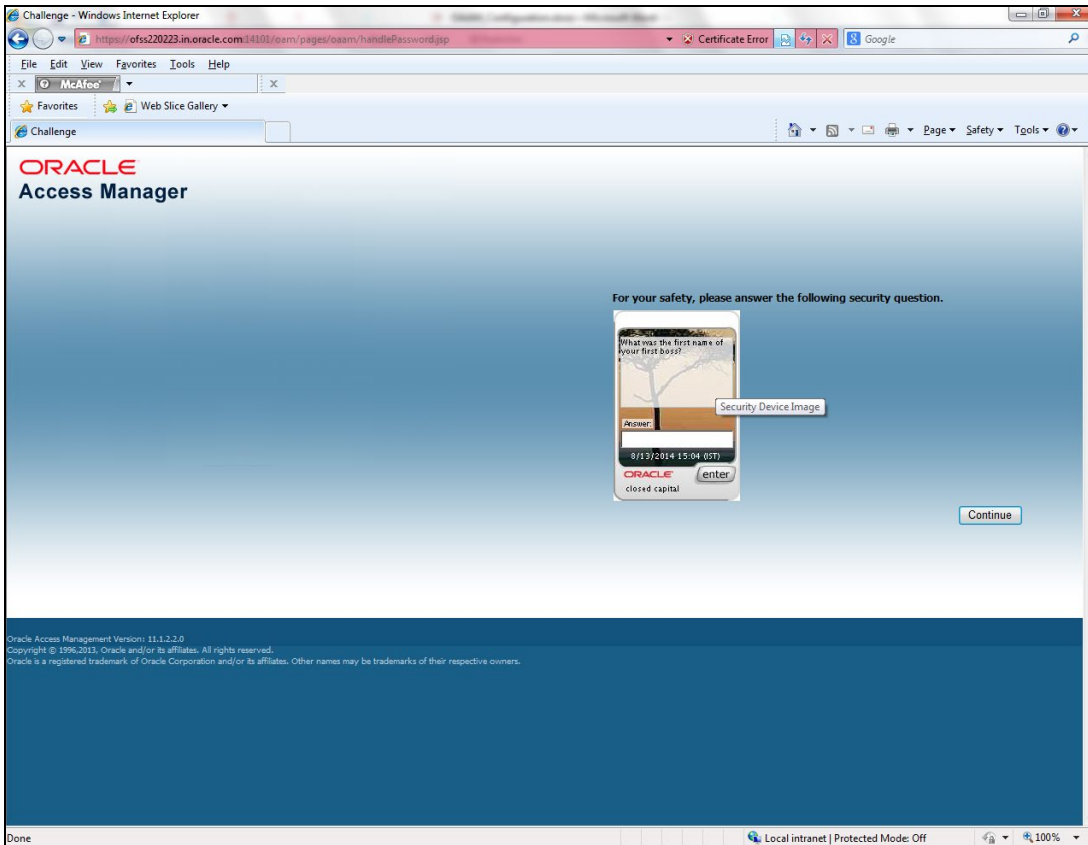 Challenge - Windows Internet Explorer
https://ofss220223.in.oracle.com:14101/oam/pages/oaam/handlePassword.jsp
Certificate Error
Google
File Edit View Favorites Tools Help
x McAfee x
Favorites Web Slice Gallery
Challenge
Page Safety Tools
ORACLE
Access Manager
For your safety, please answer the following security question.
What was the first name of
your first boss?
Security Device Image
Answer:
8/13/2014 15:04 (IST)
ORACLE enter
closed capital
Continue
Oracle Access Management Version: 11.1.2.2.0
Copyright © 1996,2013, Oracle and/or its affiliates. All rights reserved.
Oracle is a registered trademark of Oracle Corporation and/or its affiliates. Other names may be trademarks of their respective owners.
Done
Local intranet | Protected Mode: Off
100%